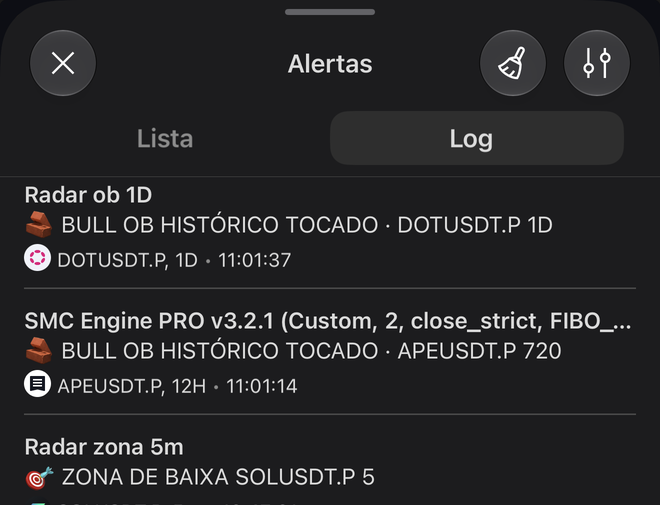 Alertas
Lista
Log
Radar ob 1D
BULL OB HISTÓRICO TOCADO · DOTUSDT.P 1D
DOTUSDT.P, 1D • 11:01:37
SMC Engine PRO v3.2.1 (Custom, 2, close_strict, FIBO_...
BULL OB HISTÓRICO TOCADO · APEUSDT.P 720
APEUSDT.P, 12H • 11:01:14
Radar zona 5m
ZONA DE BAIXA SOLUSDT.P 5